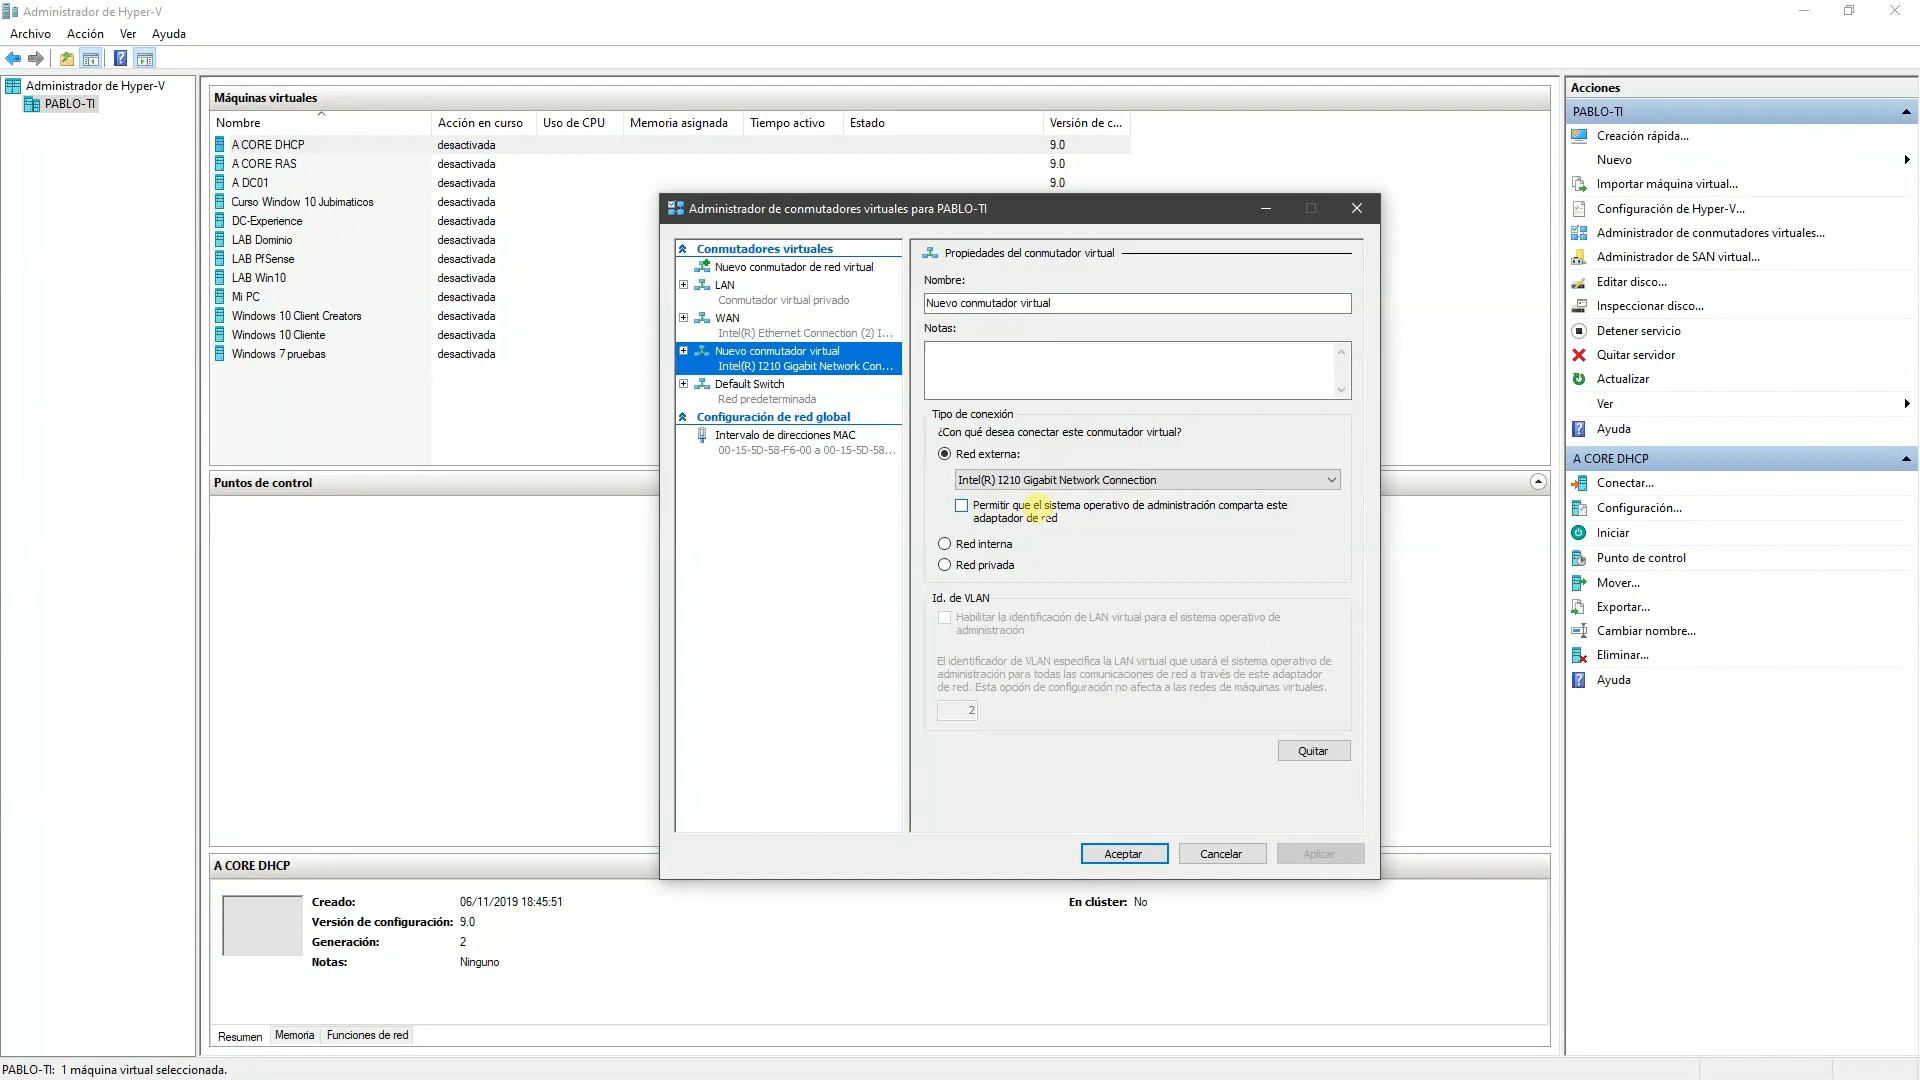 Administrador de Hyper-V
Archivo Acción Ver Ayuda
Administrador de Hyper-V
PABLO-TI
Máquinas virtuales
Nombre Acción en curso Uso de CPU Memoria asignada Tiempo activo Estado Versión de c...
A CORE DHCP desactivada 9.0
A CORE RAS desactivada 9.0
A DC01 desactivada 9.0
Curso Window 10 Jubimaticos desactivada
DC-Experience desactivada
LAB Dominio desactivada
LAB PfSense desactivada
LAB Win10 desactivada
Mi PC desactivada
Windows 10 Client Creators desactivada
Windows 10 Cliente desactivada
Windows 7 pruebas desactivada
Puntos de control
A CORE DHCP
Creado: 06/11/2019 18:45:51 En clúster: No
Versión de configuración: 9.0
Generación: 2
Notas: Ninguno
Resumen Memoria Funciones de red
Administrador de conmutadores virtuales para PABLO-TI
Conmutadores virtuales
Nuevo conmutador de red virtual
LAN
Conmutador virtual privado
WAN
Intel(R) Ethernet Connection (2) I...
Nuevo conmutador virtual
Intel(R) I210 Gigabit Network Con...
Default Switch
Red predeterminada
Configuración de red global
Intervalo de direcciones MAC
00-15-5D-58-F6-00 a 00-15-5D-58...
Propiedades del conmutador virtual
Nombre:
Nuevo conmutador virtual
Notas:
Tipo de conexión
¿Con qué desea conectar este conmutador virtual?
Red externa:
Intel(R) I210 Gigabit Network Connection
Permitir que el sistema operativo de administración comparta este
adaptador de red
Red interna
Red privada
Id. de VLAN
Habilitar la identificación de LAN virtual para el sistema operativo de
administración
El identificador de VLAN especifica la LAN virtual que usará el sistema operativo de
administración para todas las comunicaciones de red a través de este adaptador
de red. Esta opción de configuración no afecta a las redes de máquinas virtuales.
2
Quitar
Aceptar Cancelar Aplicar
Acciones
PABLO-TI
Creación rápida...
Nuevo
Importar máquina virtual...
Configuración de Hyper-V...
Administrador de conmutadores virtuales...
Administrador de SAN virtual...
Editar disco...
Inspeccionar disco...
Detener servicio
Quitar servidor
Actualizar
Ver
Ayuda
A CORE DHCP
Conectar...
Configuración...
Iniciar
Punto de control
Mover...
Exportar...
Cambiar nombre...
Eliminar...
Ayuda
PABLO-TI: 1 máquina virtual seleccionada.